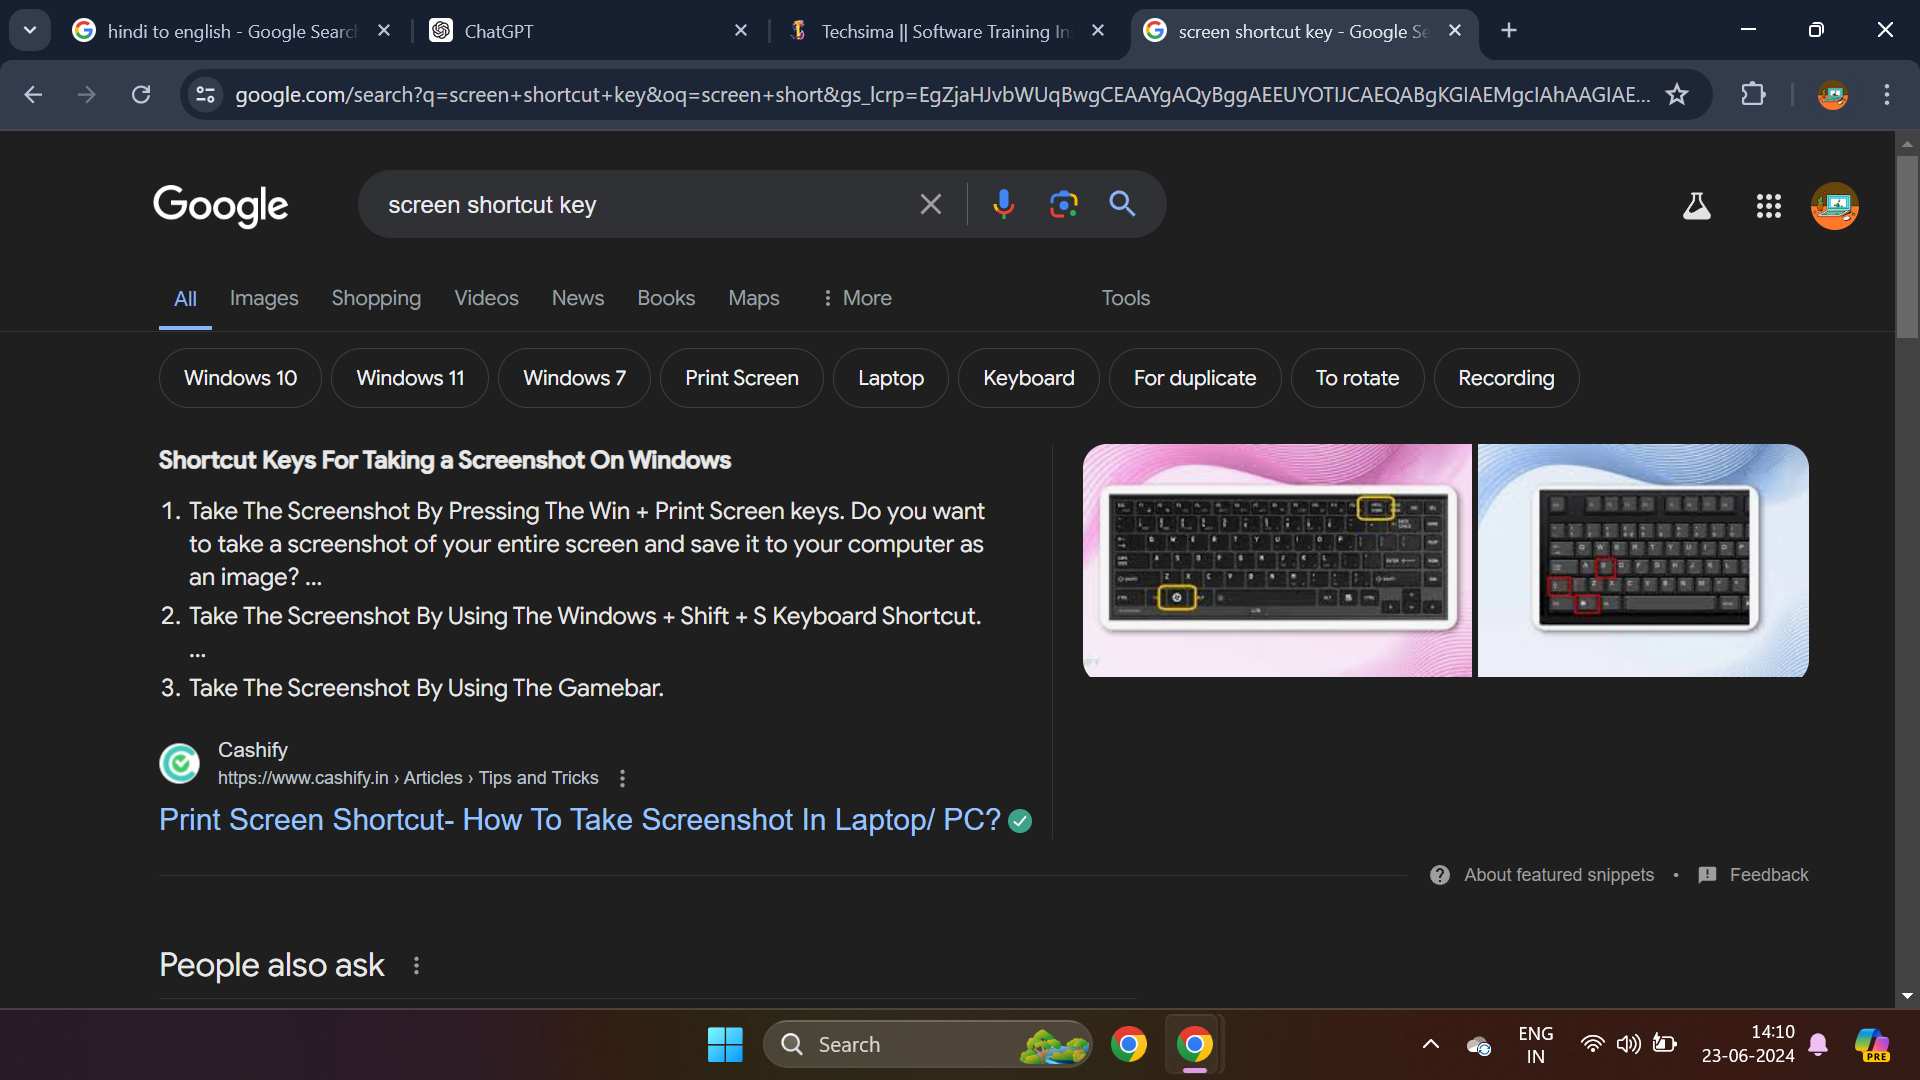 hindi to english - Google Search
ChatGPT
Techsima || Software Training In
screen shortcut key - Google Se
google.com/search?q=screen+shortcut+key&oq=screen+short&gs_lcrp=EgZjaHJvbWUqBwgCEAAYgAQyBggAEEUYOTIJCAEQABgKGIAEMgcIAhAAGIAE...
Google
screen shortcut key
All Images Shopping Videos News Books Maps More Tools
Windows 10 Windows 11 Windows 7 Print Screen Laptop Keyboard For duplicate To rotate Recording
Shortcut Keys For Taking a Screenshot On Windows
1. Take The Screenshot By Pressing The Win + Print Screen keys. Do you want
to take a screenshot of your entire screen and save it to your computer as
an image? ...
2. Take The Screenshot By Using The Windows + Shift + S Keyboard Shortcut.
...
3. Take The Screenshot By Using The Gamebar.
Cashify
https://www.cashify.in › Articles › Tips and Tricks
Print Screen Shortcut- How To Take Screenshot In Laptop/ PC?
About featured snippets • Feedback
People also ask
Search
ENG
IN
14:10
23-06-2024
PRE